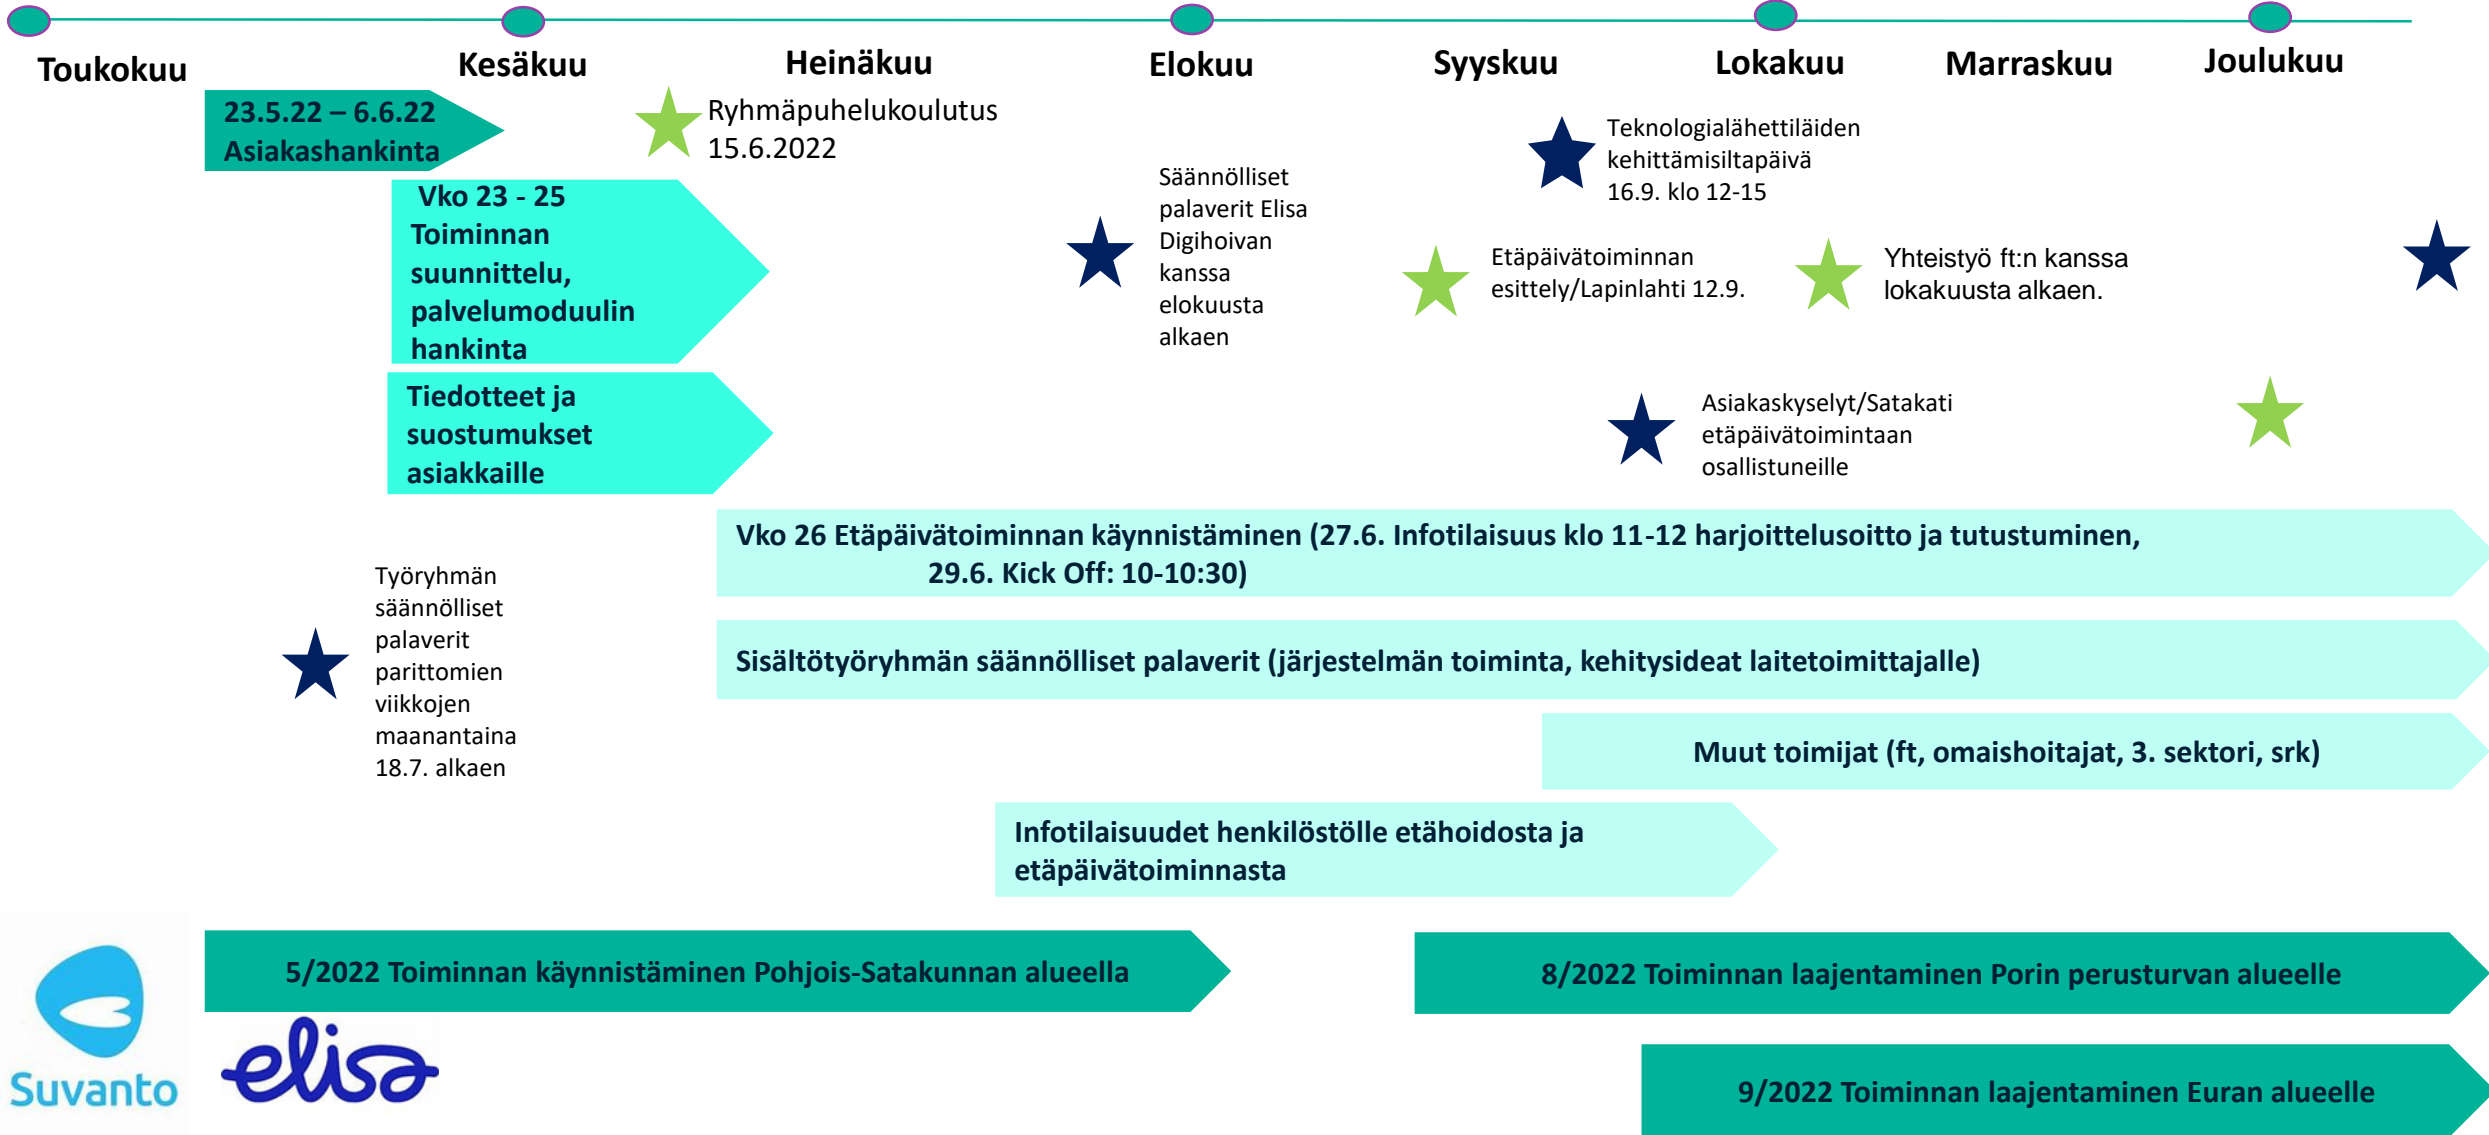 Toukokuu
Kesäkuu
Heinäkuu
Elokuu
Syyskuu
Lokakuu
Marraskuu
Joulukuu
23.5.22 – 6.6.22
Asiakashankinta
Ryhmäpuhelukoulutus
15.6.2022
Vko 23 - 25
Toiminnan
suunnittelu,
palvelumoduulin
hankinta
Säännölliset
palaverit Elisa
Digihoivan
kanssa
elokuusta
alkaen
Teknologialähettiläiden
kehittämisiltapäivä
16.9. klo 12-15
Etäpäivätoiminnan
esittely/Lapinlahti 12.9.
Yhteistyö ft:n kanssa
lokakuusta alkaen.
Tiedotteet ja
suostumukset
asiakkaille
Asiakaskyselyt/Satakati
etäpäivätoimintaan
osallistuneille
Vko 26 Etäpäivätoiminnan käynnistäminen (27.6. Infotilaisuus klo 11-12 harjoittelusoitto ja tutustuminen,
29.6. Kick Off: 10-10:30)
Työryhmän
säännölliset
palaverit
parittomien
viikkojen
maanantaina
18.7. alkaen
Sisältötyöryhmän säännölliset palaverit (järjestelmän toiminta, kehitysideat laitetoimittajalle)
Muut toimijat (ft, omaishoitajat, 3. sektori, srk)
Infotilaisuudet henkilöstölle etähoidosta ja
etäpäivätoiminnasta
5/2022 Toiminnan käynnistäminen Pohjois-Satakunnan alueella
8/2022 Toiminnan laajentaminen Porin perusturvan alueelle
9/2022 Toiminnan laajentaminen Euran alueelle
Suvanto
elisa